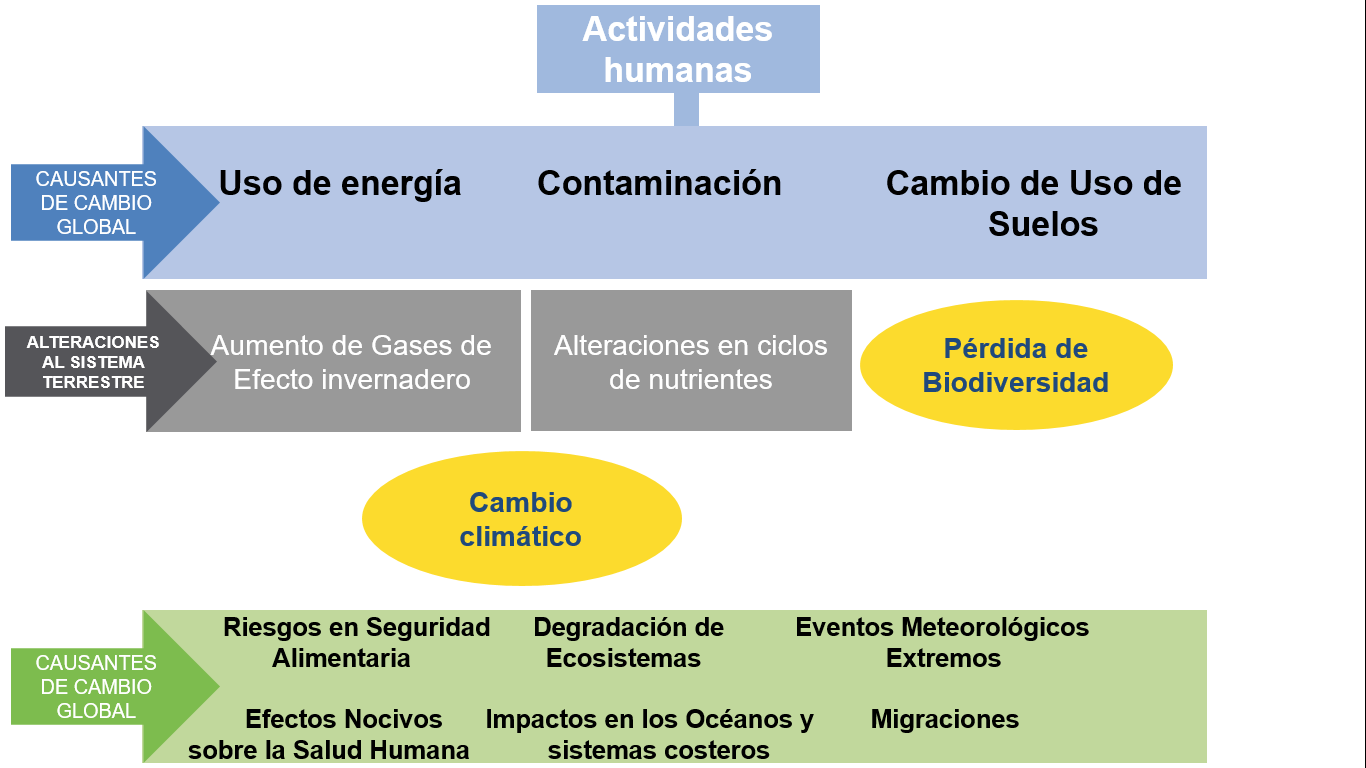 Actividades
humanas
CAUSANTES
DE CAMBIO
GLOBAL
Uso de energía
Contaminación
Cambio de Uso de
Suelos
ALTERACIONES
AL SISTEMA
TERRESTRE
Aumento de Gases de
Efecto invernadero
Alteraciones en ciclos
de nutrientes
Pérdida de
Biodiversidad
Cambio
climático
CAUSANTES
DE CAMBIO
GLOBAL
Riesgos en Seguridad
Alimentaria
Degradación de
Ecosistemas
Eventos Meteorológicos
Extremos
Efectos Nocivos
sobre la Salud Humana
Impactos en los Océanos y
sistemas costeros
Migraciones